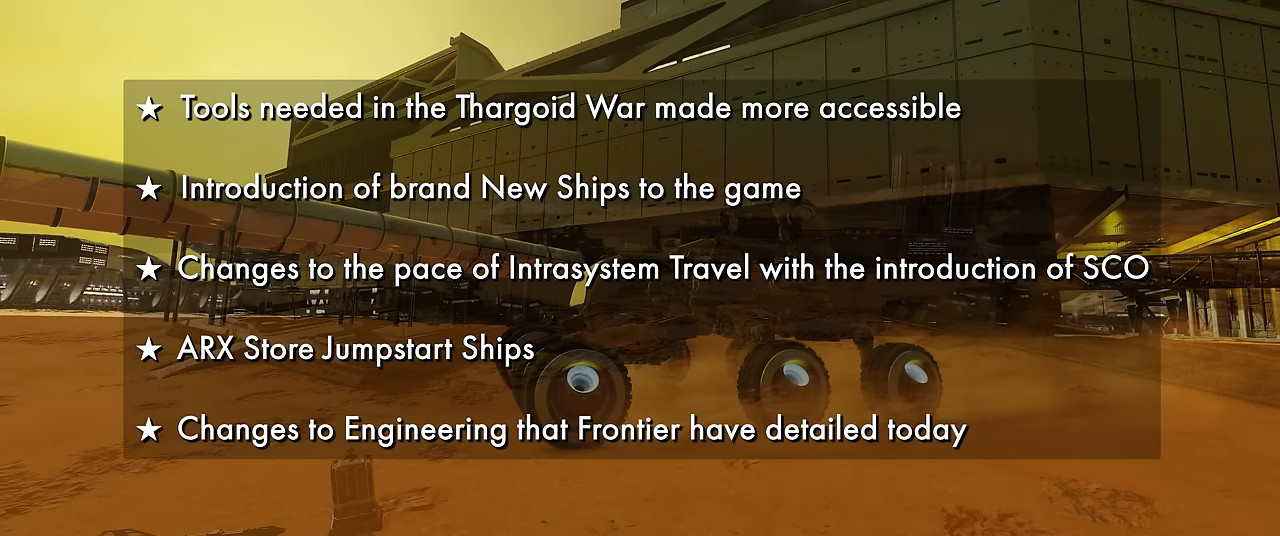 ★ Tools needed in the Thargoid War made more accessible
★ Introduction of brand New Ships to the game
★ Changes to the pace of Intrasystem Travel with the introduction of SCO
★ ARX Store Jumpstart Ships
★ Changes to Engineering that Frontier have detailed today